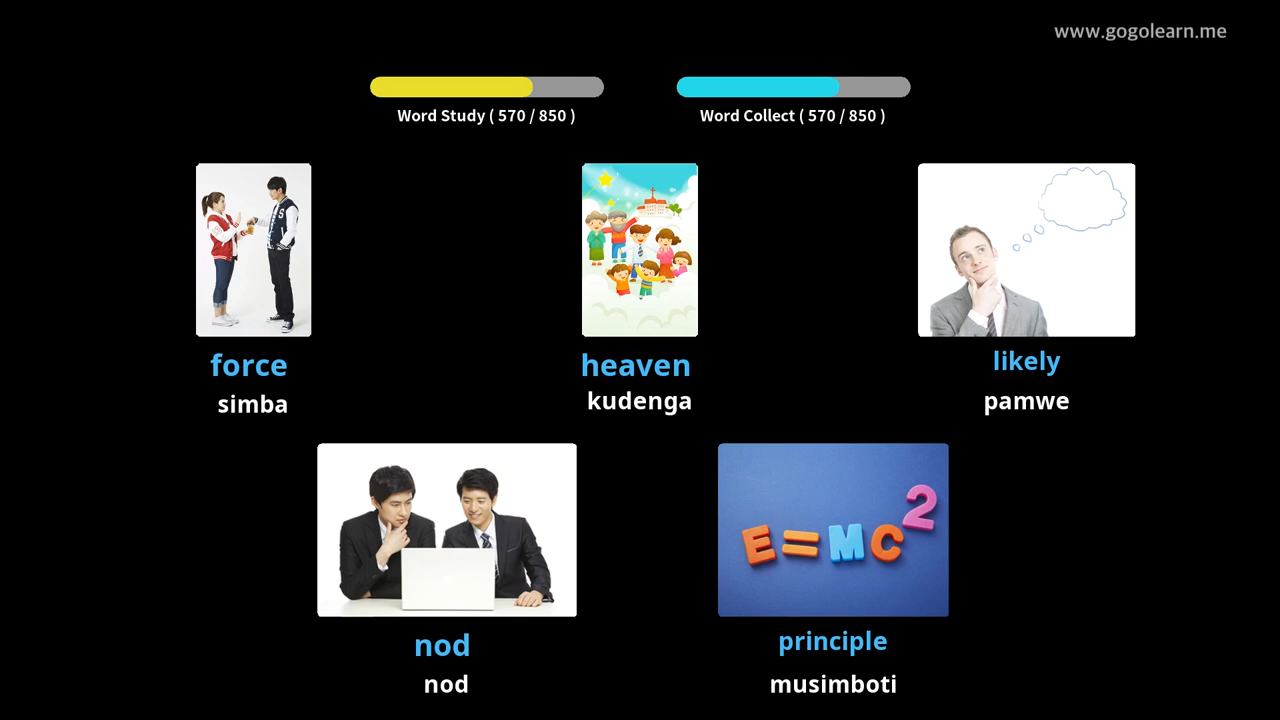 www.gogolearn.me
Word Study ( 570 / 850 )
Word Collect ( 570 / 850 )
S
force
simba
heaven
kudenga
likely
pamwe
E=MC2
nod
nod
principle
musimboti